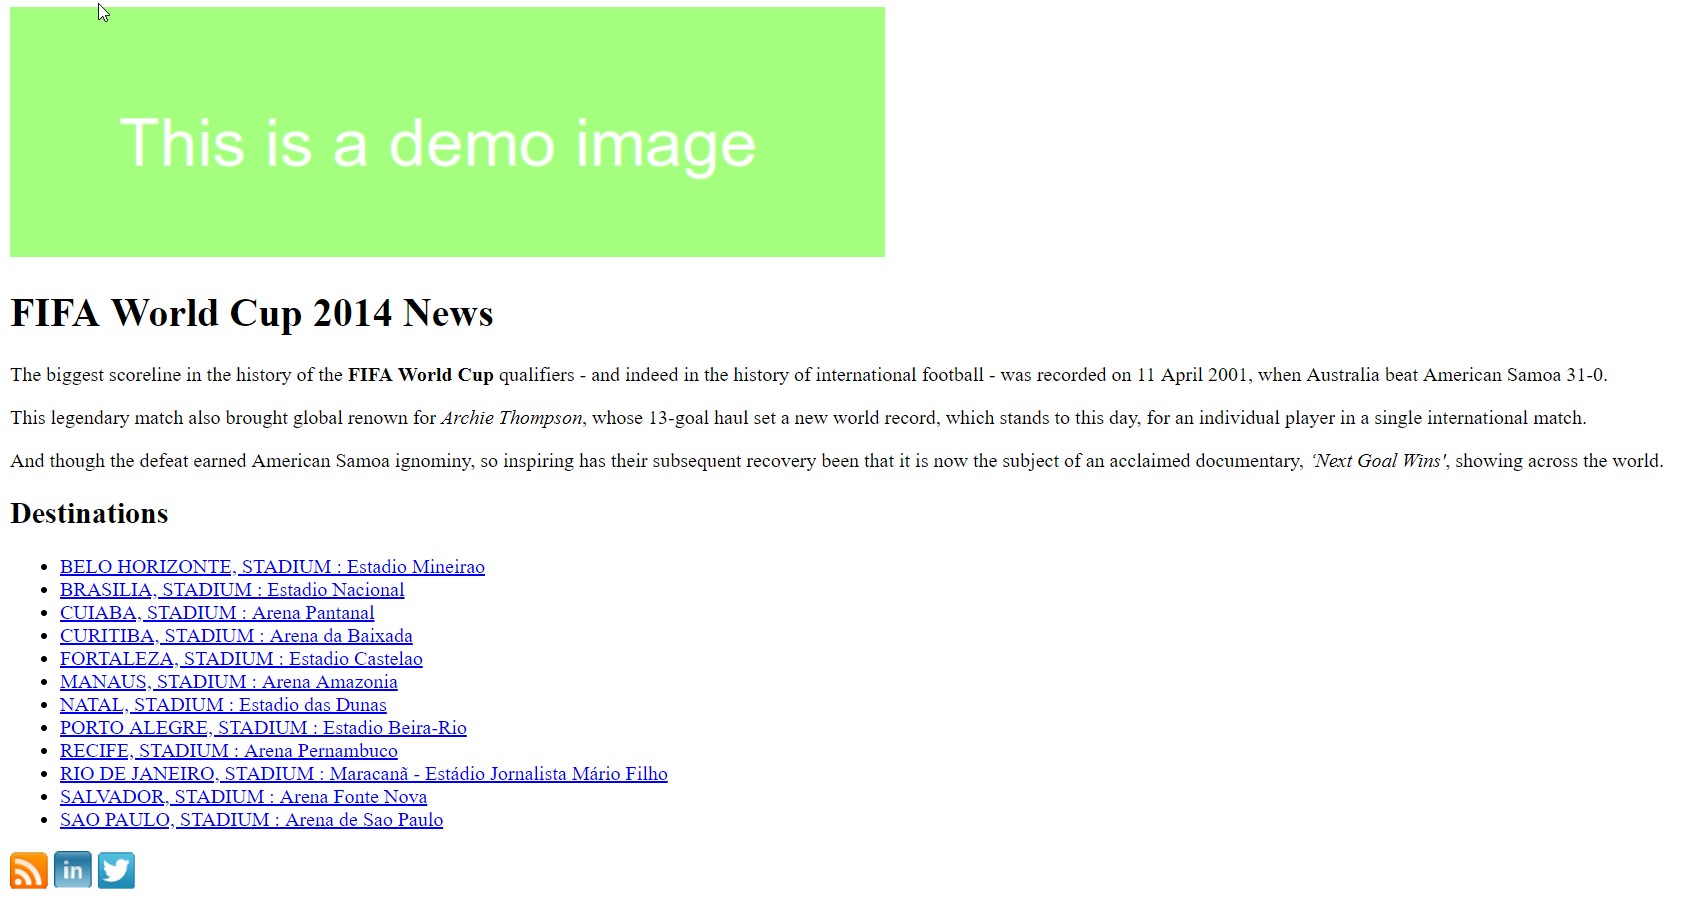 This is a demo image
FIFA World Cup 2014 News
The biggest scoreline in the history of the FIFA World Cup qualifiers - and indeed in the history of international football - was recorded on 11 April 2001, when Australia beat American Samoa 31-0.
This legendary match also brought global renown for Archie Thompson, whose 13-goal haul set a new world record, which stands to this day, for an individual player in a single international match.
And though the defeat earned American Samoa ignominy, so inspiring has their subsequent recovery been that it is now the subject of an acclaimed documentary, ‘Next Goal Wins', showing across the world.
Destinations
BELO HORIZONTE, STADIUM : Estadio Mineirao
BRASILIA, STADIUM : Estadio Nacional
CUIABA, STADIUM : Arena Pantanal
CURITIBA, STADIUM : Arena da Baixada
FORTALEZA, STADIUM : Estadio Castelao
MANAUS, STADIUM : Arena Amazonia
NATAL, STADIUM : Estadio das Dunas
PORTO ALEGRE, STADIUM : Estadio Beira-Rio
RECIFE, STADIUM : Arena Pernambuco
RIO DE JANEIRO, STADIUM : Maracanã - Estádio Jornalista Mário Filho
SALVADOR, STADIUM : Arena Fonte Nova
SAO PAULO, STADIUM : Arena de Sao Paulo
in